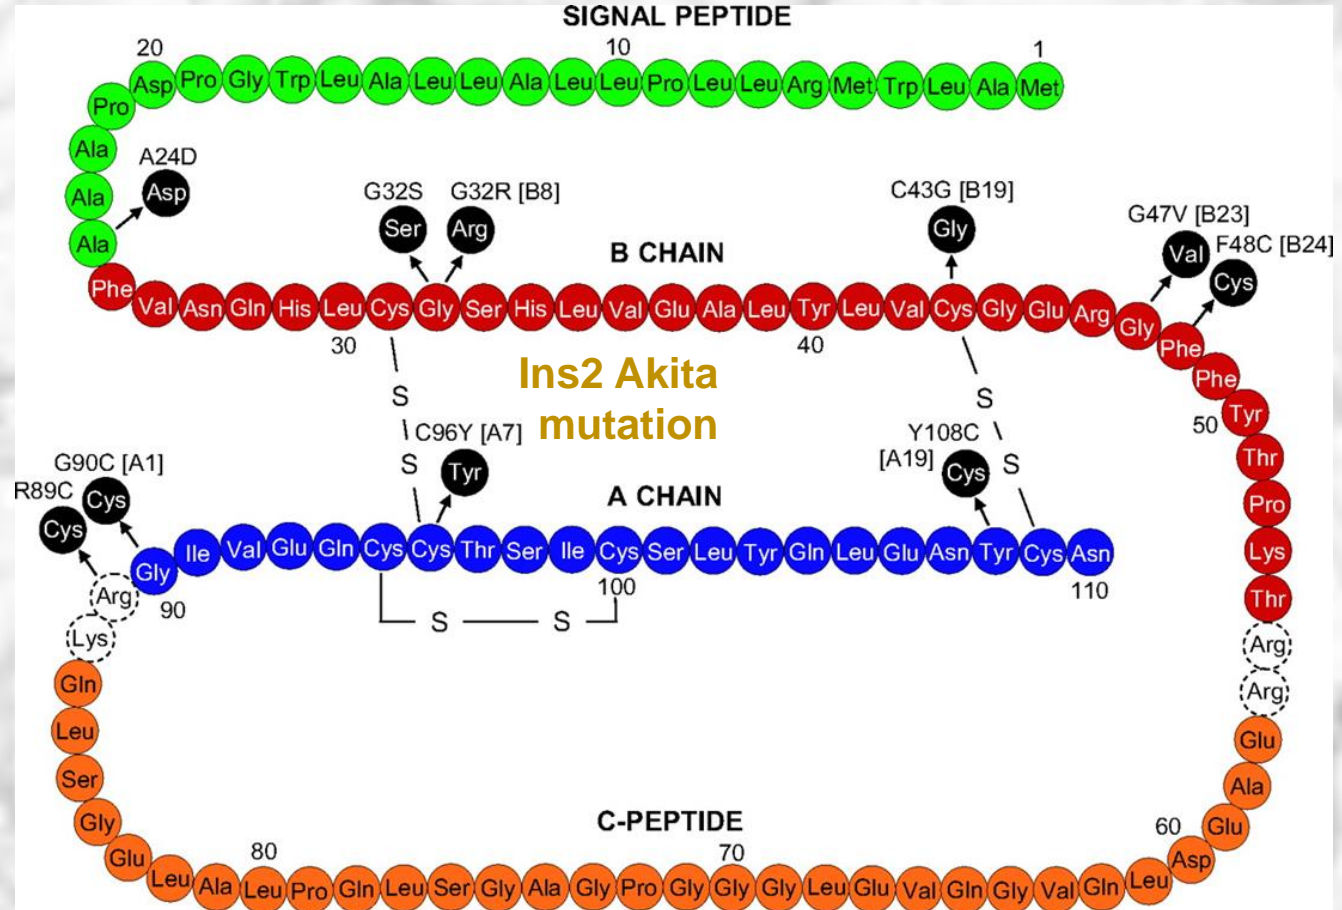 SIGNAL PEPTIDE
20 10 1
Asp Pro Gly Trp Leu Ala Leu Leu Ala Leu Leu Pro Leu Leu Arg Met Trp Leu Ala Met
Pro
Ala
Ala
Ala
A24D
Asp
G32S
Ser
G32R [B8]
Arg
C43G [B19]
Gly
G47V [B23]
Val
F48C [B24]
Cys
B CHAIN
Phe Val Asn Gln His Leu Cys Gly Ser His Leu Val Glu Ala Leu Tyr Leu Val Cys Gly Glu Arg Gly Phe Phe Tyr
30 40 50
Thr
Pro
Lys
Thr
Arg
Arg
Ins2 Akita
mutation
S
S
S
S
C96Y [A7]
Tyr
Y108C
[A19]
Cys
G90C [A1]
Cys
R89C
Cys
A CHAIN
Gly Ile Val Glu Gln Cys Cys Thr Ser Ile Cys Ser Leu Tyr Gln Leu Glu Asn Tyr Cys Asn
90 100 110
S S
Arg
Lys
Gln
Leu
Ser
Gly
Glu
C-PEPTIDE
Glu
Ala
Glu
80 70 60
Leu Ala Leu Pro Gln Leu Ser Gly Ala Gly Pro Gly Gly Gly Leu Glu Val Gln Gly Val Gln Leu Asp